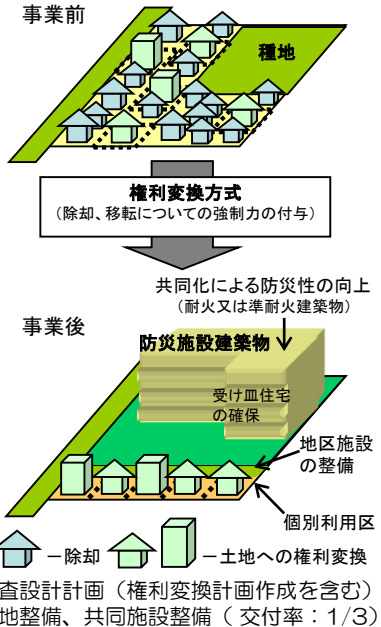 事業前
種地
権利変換方式
（除却、移転についての強制力の付与）
共同化による防災性の向上
（耐火又は準耐火建築物）
事業後
防災施設建築物
受け皿住宅
の確保
地区施設
の整備
個別利用区
－除却
－土地への権利変換
査設計計画（権利変換計画作成を含む）
地整備、共同施設整備（ 交付率：1/3）